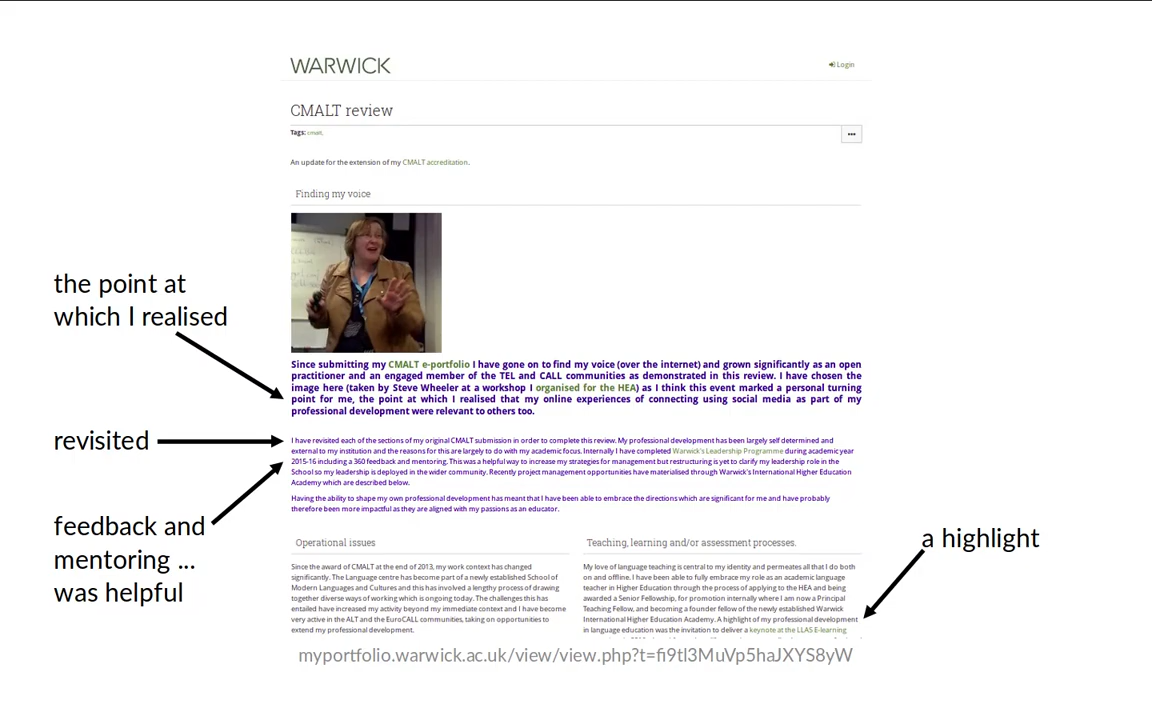 WARWICK
Login
CMALT review
Tags: cmalt,
An update for the extension of my CMALT accreditation.
Finding my voice
the point at
which I realised
Since submitting my CMALT e-portfolio I have gone on to find my voice (over the internet) and grown significantly as an open
practitioner and an engaged member of the TEL and CALL communities as demonstrated in this review. I have chosen the
image here (taken by Steve Wheeler at a workshop I organised for the HEA) as I think this event marked a personal turning
point for me, the point at which I realised that my online experiences of connecting using social media as part of my
professional development were relevant to others too.
revisited
I have revisited each of the sections of my original CMALT submission in order to complete this review. My professional development has been largely self determined and
external to my institution and the reasons for this are largely to do with my academic focus. Internally I have completed Warwick's Leadership Programme during academic year
2015-16 including a 360 feedback and mentoring. This was a helpful way to increase my strategies for management but restructuring is yet to clarify my leadership role in the
School so my leadership is deployed in the wider community. Recently project management opportunities have materialised through Warwick's International Higher Education
Academy which are described below.
Having the ability to shape my own professional development has meant that I have been able to embrace the directions which are significant for me and have probably
therefore been more impactful as they are aligned with my passions as an educator.
feedback and
mentoring ...
was helpful
Operational issues
Since the award of CMALT at the end of 2013, my work context has changed
significantly. The Language centre has become part of a newly established School of
Modern Languages and Cultures and this has involved a lengthy process of drawing
together diverse ways of working which is ongoing today. The challenges this has
entailed have increased my activity beyond my immediate context and I have become
very active in the ALT and the EuroCALL communities, taking on opportunities to
extend my professional development.
Teaching, learning and/or assessment processes.
My love of language teaching is central to my identity and permeates all that I do both
on and offline. I have been able to fully embrace my role as an academic language
teacher in Higher Education through the process of applying to the HEA and being
awarded a Senior Fellowship, for promotion internally where I am now a Principal
Teaching Fellow, and becoming a founder fellow of the newly established Warwick
International Higher Education Academy. A highlight of my professional development
in language education was the invitation to deliver a keynote at the LLAS E-learning
a highlight
myportfolio.warwick.ac.uk/view/view.php?t=fi9tl3MuVp5haJXYS8yW